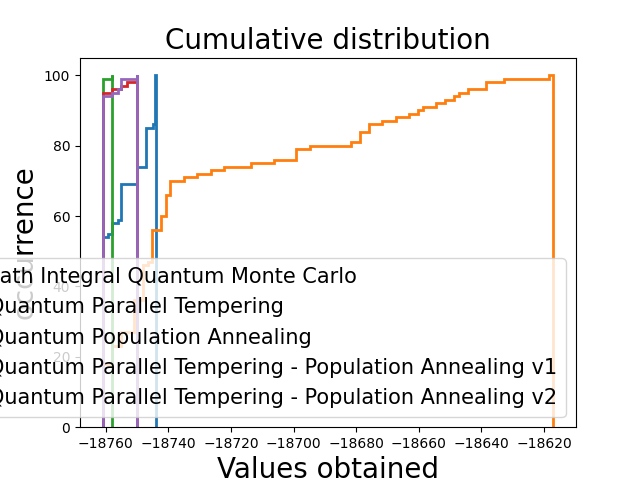 Cumulative distribution
occurrence
100
80
60
40
20
0
ath Integral Quantum Monte Carlo
Quantum Parallel Tempering
Quantum Population Annealing
Quantum Parallel Tempering - Population Annealing v1
Quantum Parallel Tempering - Population Annealing v2
−18760 −18740 −18720 −18700 −18680 −18660 −18640 −18620
Values obtained